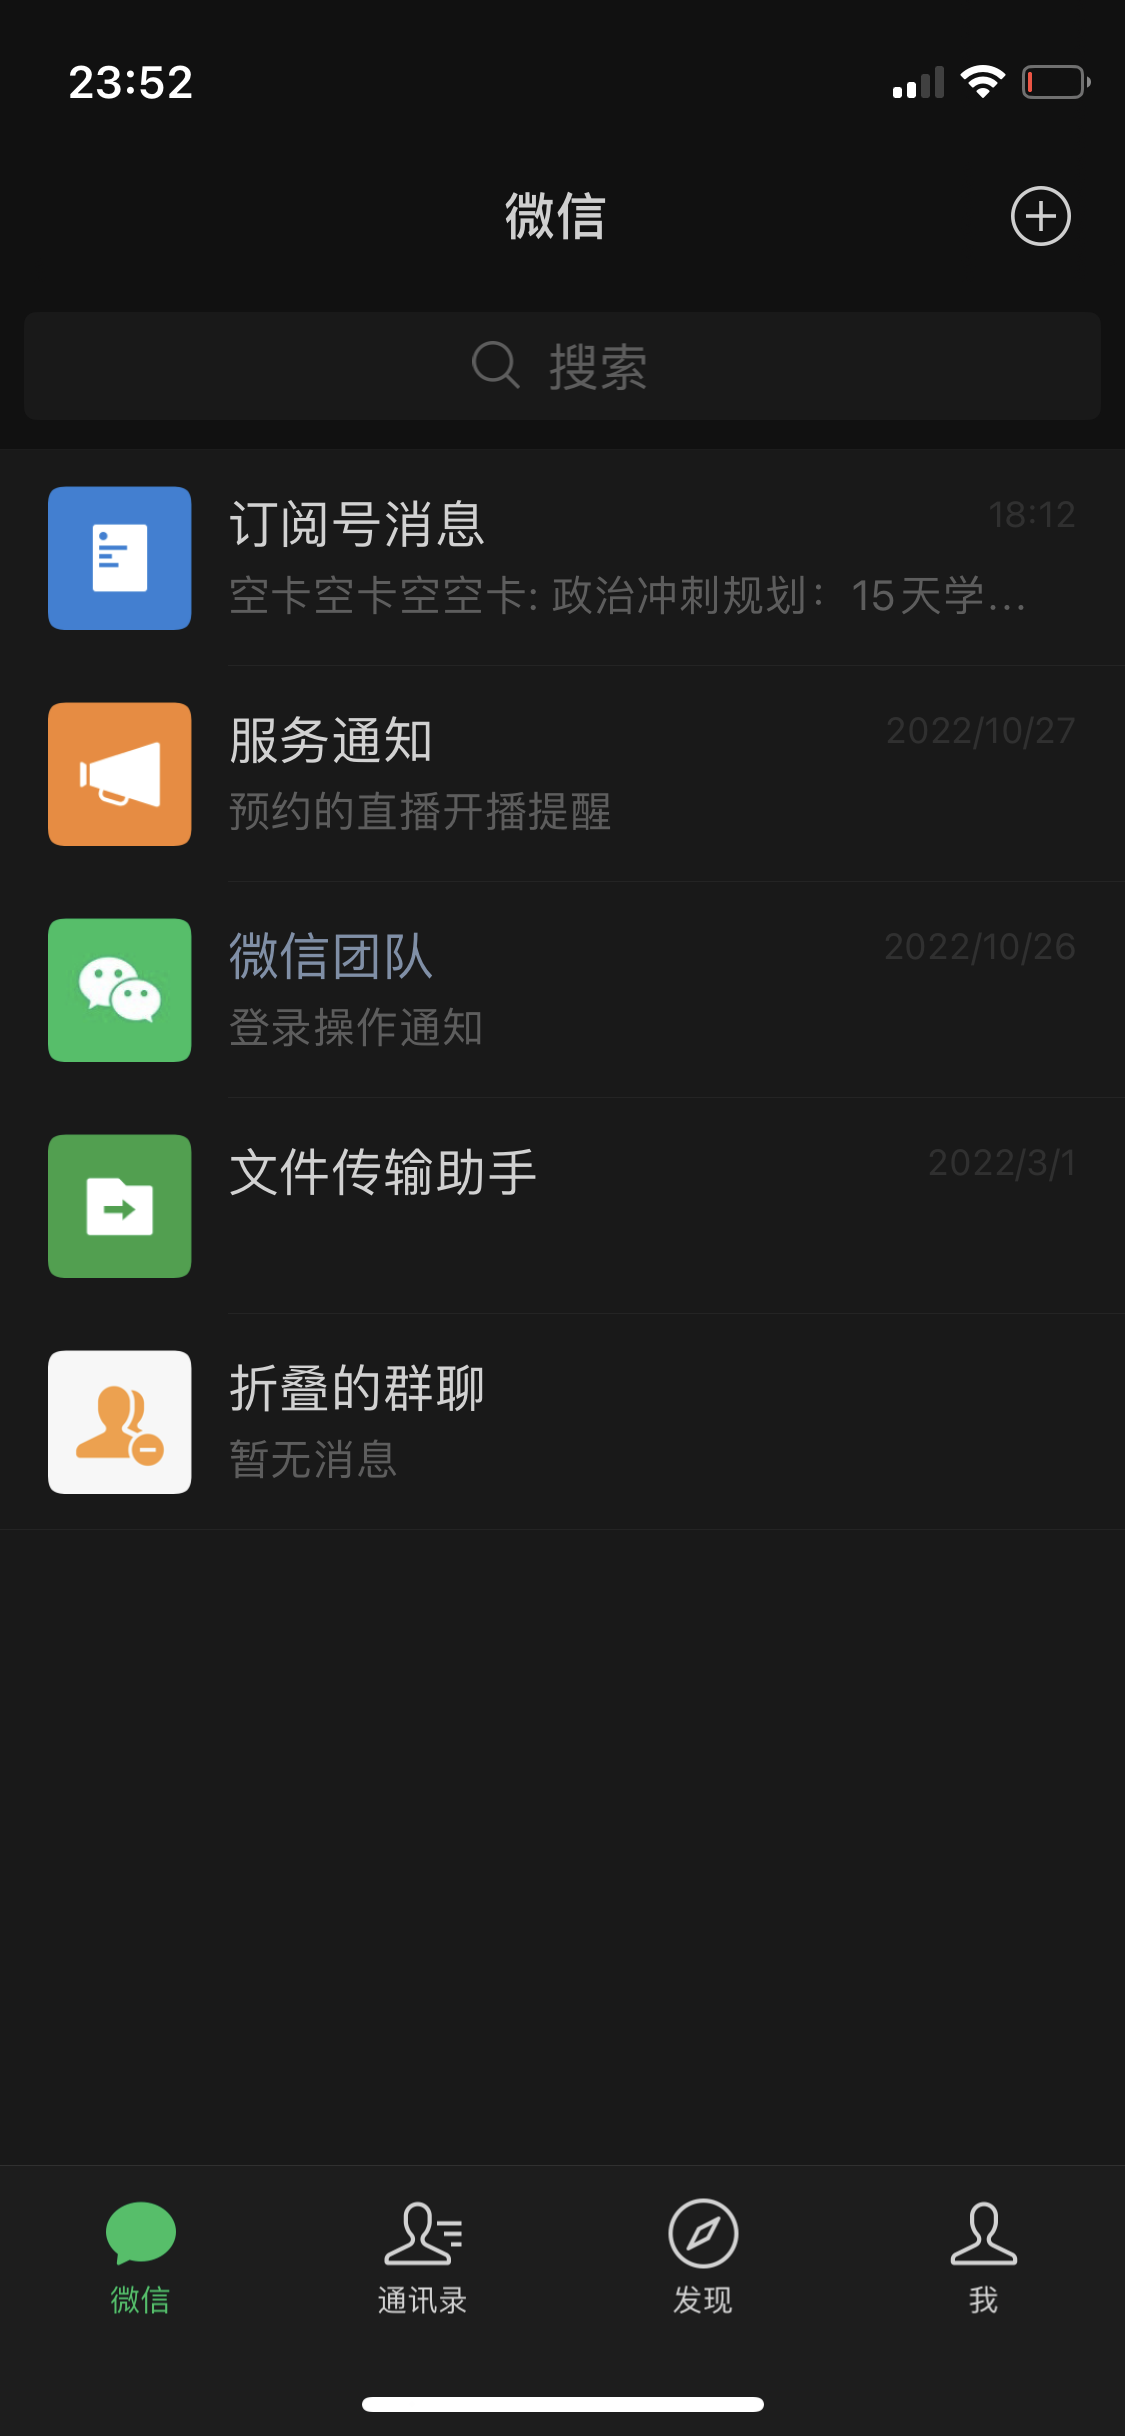 23:52
微信
搜索
订阅号消息
18:12
空卡空卡空空卡: 政治冲刺规划：15天学...
服务通知
2022/10/27
预约的直播开播提醒
微信团队
2022/10/26
登录操作通知
文件传输助手
2022/3/1
折叠的群聊
暂无消息
微信
通讯录
发现
我